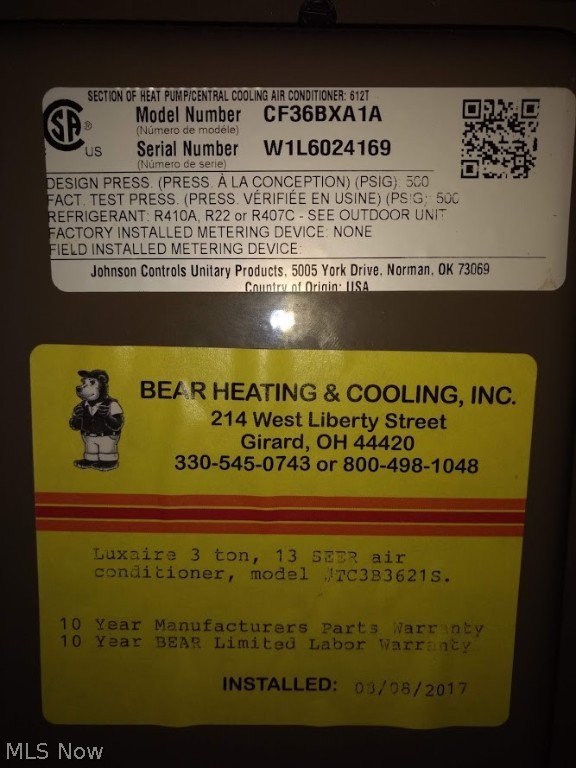 SECTION OF HEAT PUMP/CENTRAL COOLING AIR CONDITIONER: 612T
Model Number CF36BXA1A
(Número de modéle)
Serial Number W1L6024169
(Numéro de serie)
SA ® US
DESIGN PRESS. (PRESS. À LA CONCEPTION) (PSIG): 500
FACT. TEST PRESS. (PRESS. VÉRIFIÉE EN USINE) (PSIG): 500
REFRIGERANT: R410A, R22 or R407C - SEE OUTDOOR UNIT
FACTORY INSTALLED METERING DEVICE: NONE
FIELD INSTALLED METERING DEVICE:
Johnson Controls Unitary Products, 5005 York Drive, Norman, OK 73069
Country of Origin: USA
BEAR HEATING & COOLING, INC.
214 West Liberty Street
Girard, OH 44420
330-545-0743 or 800-498-1048
Luxaire 3 ton, 13 SEER air
conditioner, model #TC3B3621S.
10 Year Manufacturers Parts Warranty
10 Year BEAR Limited Labor Warranty
INSTALLED: /08/2017
MLS Now